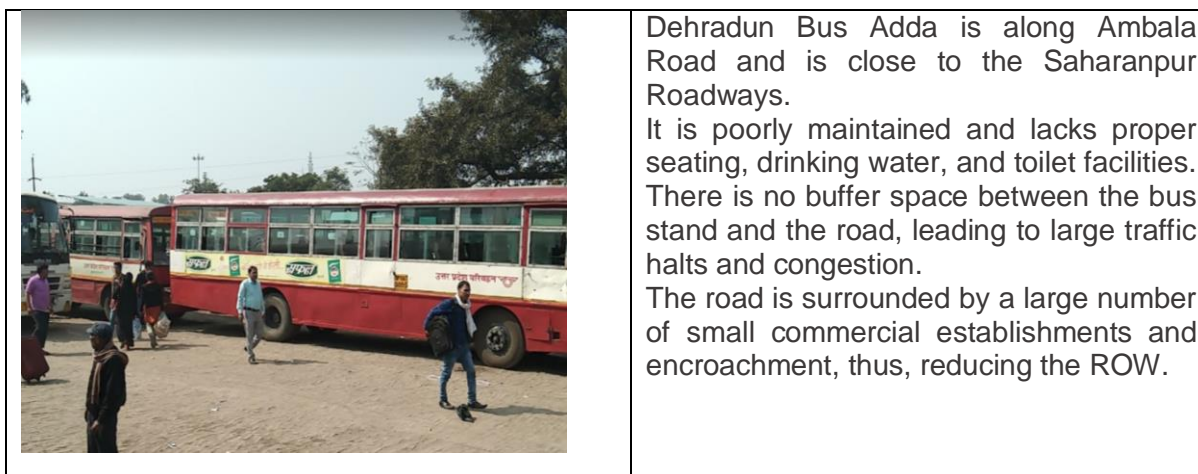 Dehradun Bus Adda is along Ambala
Road and is close to the Saharanpur
Roadways.
It is poorly maintained and lacks proper
seating, drinking water, and toilet facilities.
There is no buffer space between the bus
stand and the road, leading to large traffic
halts and congestion.
The road is surrounded by a large number
of small commercial establishments and
encroachment, thus, reducing the ROW.
उत्तर प्रदेश परिवहन